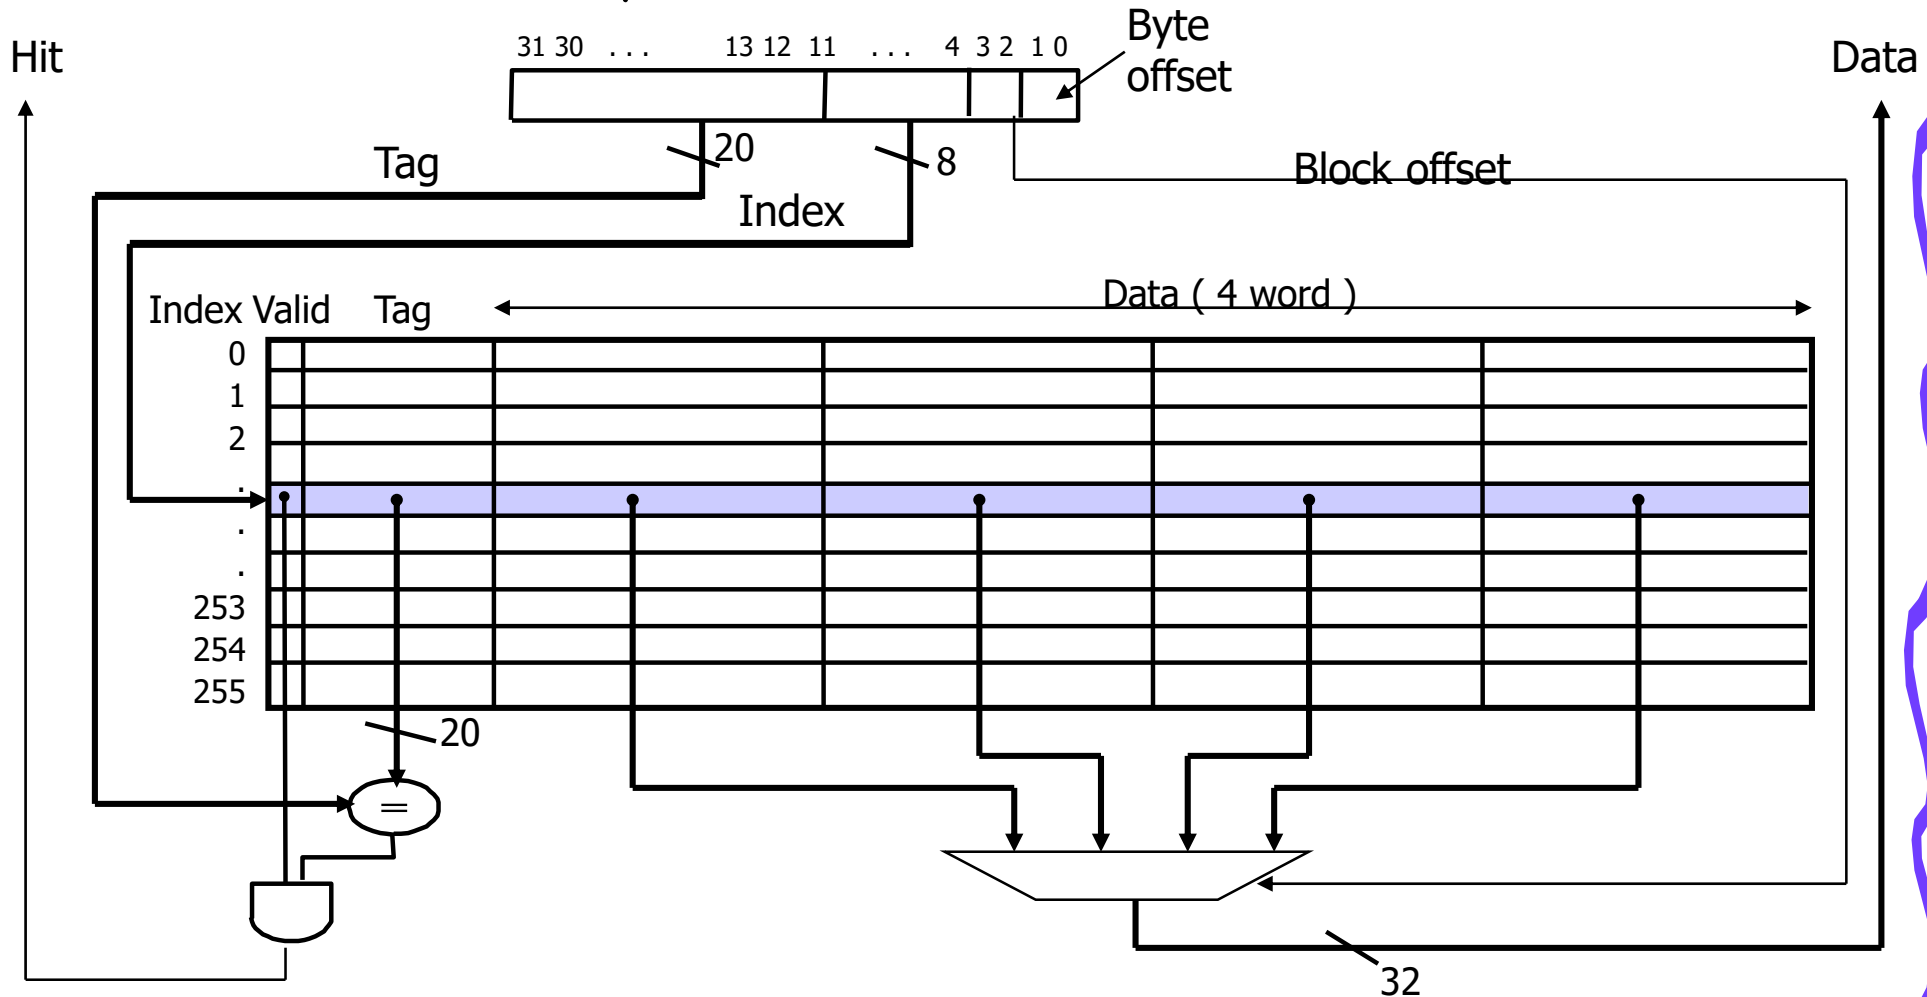 Hit
31 30 . . . 13 12 11 . . . 4 3 2 1 0
Byte
offset
Data
20
8
Tag
Block offset
Index
Index Valid Tag
Data ( 4 word )
0
1
2
.
.
.
253
254
255
20
=
32